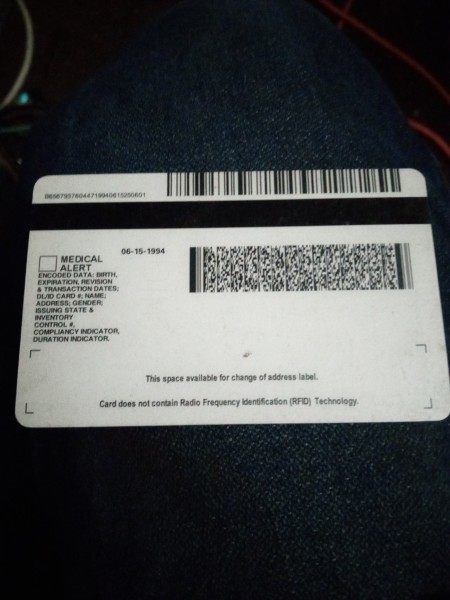 06-15-1994
MEDICAL
ALERT
ENCODED DATA: BIRTH,
EXPIRATION, REVISION
& TRANSACTION DATES;
DL/ID CARD #; NAME;
ADDRESS; GENDER;
ISSUING STATE &
INVENTORY
CONTROL #,
COMPLIANCY INDICATOR,
DURATION INDICATOR.
This space available for change of address label.
Card does not contain Radio Frequency Identification (RFID) Technology.